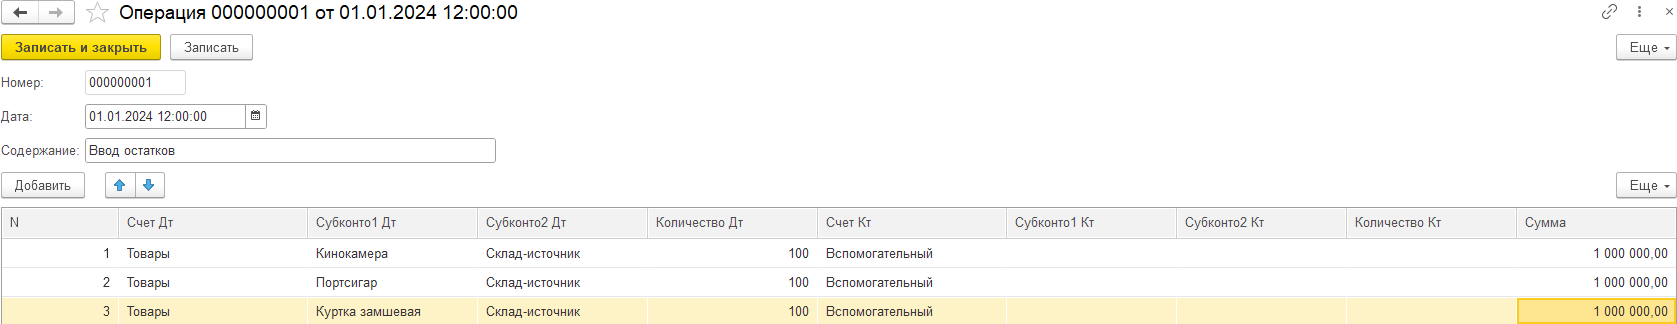 Операция 000000001 от 01.01.2024 12:00:00
Записать и закрыть Записать Еще
Номер: 000000001
Дата: 01.01.2024 12:00:00
Содержание: Ввод остатков
Добавить Еще
N Счет Дт Субконто1 Дт Субконто2 Дт Количество Дт Счет Кт Субконто1 Кт Субконто2 Кт Количество Кт Сумма
1 Товары Кинокамера Склад-источник 100 Вспомогательный 1 000 000,00
2 Товары Портсигар Склад-источник 100 Вспомогательный 1 000 000,00
3 Товары Куртка замшевая Склад-источник 100 Вспомогательный 1 000 000,00